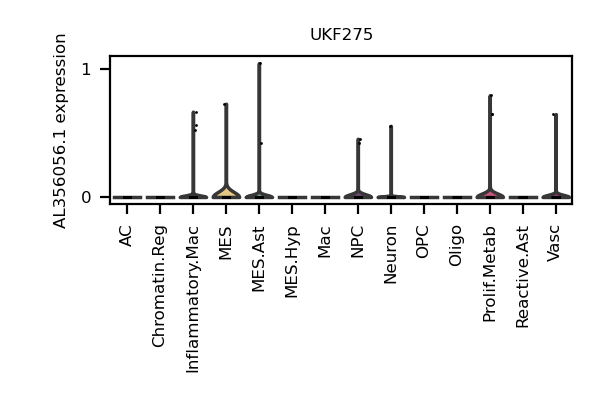 UKF275
AL356056.1 expression
1
0
AC
Chromatin.Reg
Inflammatory.Mac
MES
MES.Ast
MES.Hyp
Mac
NPC
Neuron
OPC
Oligo
Prolif.Metab
Reactive.Ast
Vasc